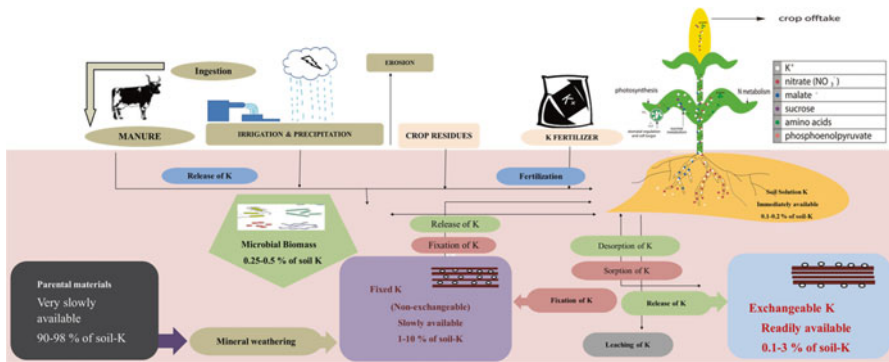 crop offtake
Ingestion
EROSION
K+
nitrate (NO3-)
malate
sucrose
amino acids
phosphoenolpyruvate
photosynthesis
N metabolism
K+
MANURE
IRRIGATION & PRECIPITATION
CROP RESIDUES
K FERTILIZER
Release of K
Fertilization
Soil Solution K
Immediately available
0.1-0.2 % of soil-K
Microbial Biomass
0.25-0.5 % of soil K
Release of K
Fixation of K
Desorption of K
Sorption of K
Parental materials
Very slowly
available
90-98 % of soil-K
Mineral weathering
Fixed K
(Non-exchangeable)
Slowly available
1-10 % of soil-K
Fixation of K
Release of K
Leaching of K
Exchangeable K
Readily available
0.1-3 % of soil-K